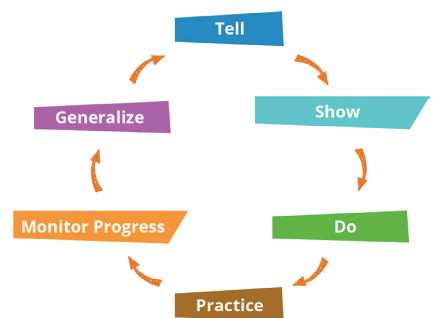 Tell
Show
Do
Practice
Monitor Progress
Generalize